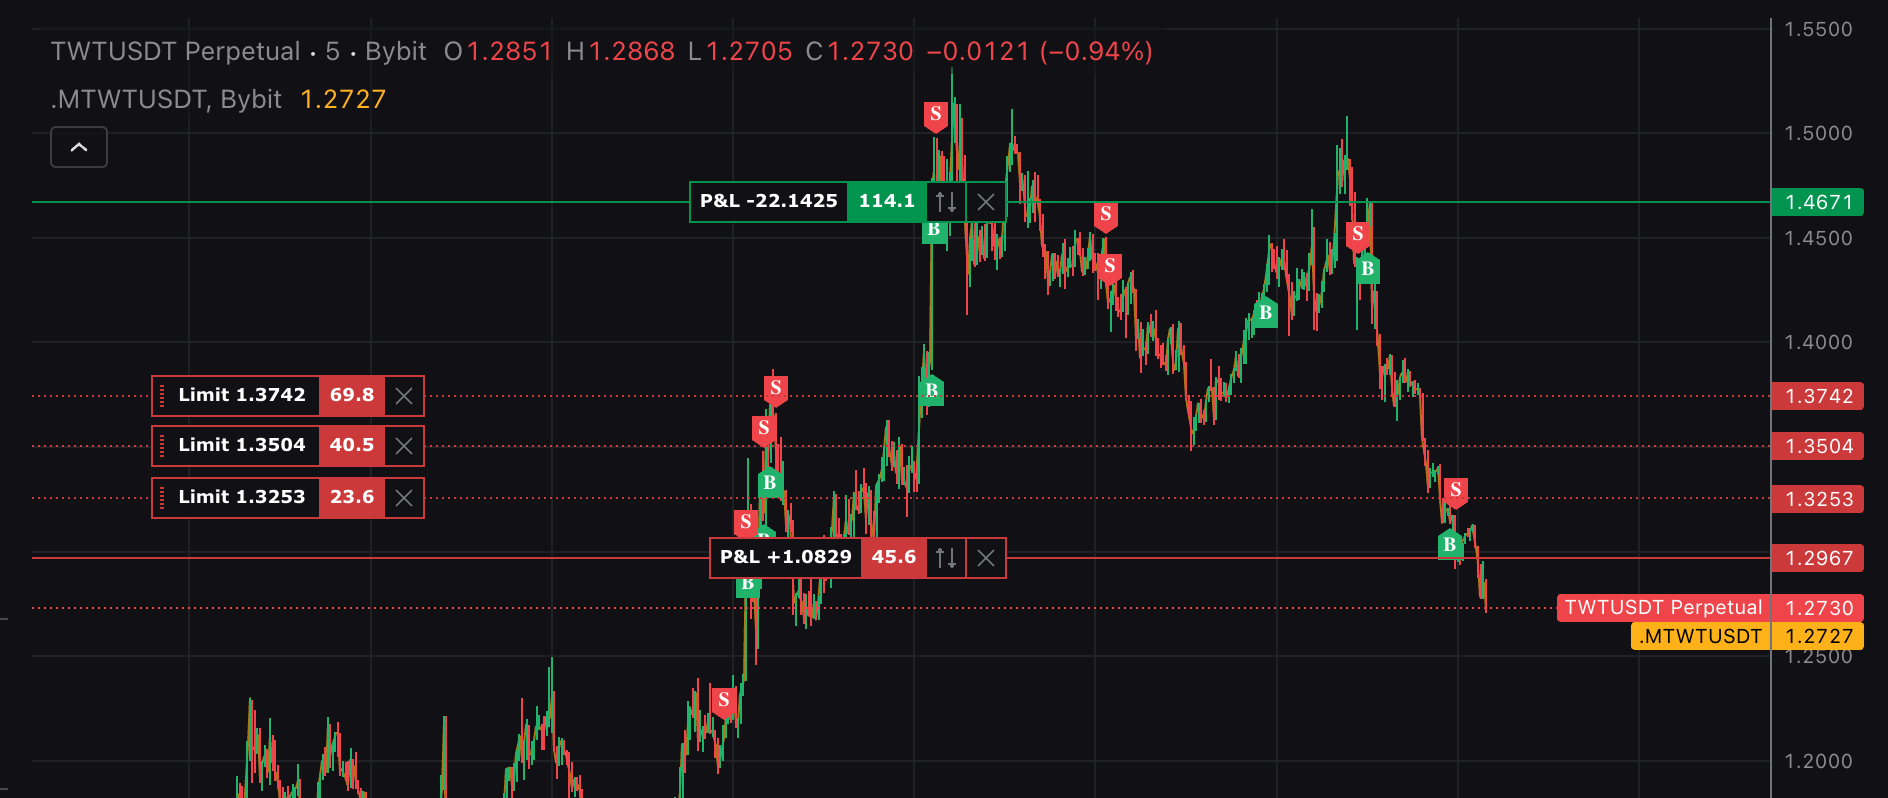 TWTUSDT Perpetual · 5 · Bybit O1.2851 H1.2868 L1.2705 C1.2730 −0.0121 (−0.94%)
.MTWTUSDT, Bybit 1.2727
1.5500
S
1.5000
P&L -22.1425 114.1
1.4671
B
S
S
1.4500
S
B
B
1.4000
S
B
Limit 1.3742 69.8
1.3742
S
Limit 1.3504 40.5
1.3504
B
S
Limit 1.3253 23.6
1.3253
S
B
B
P&L +1.0829 45.6
1.2967
B
TWTUSDT Perpetual 1.2730
.MTWTUSDT 1.2727
1.2500
S
1.2000